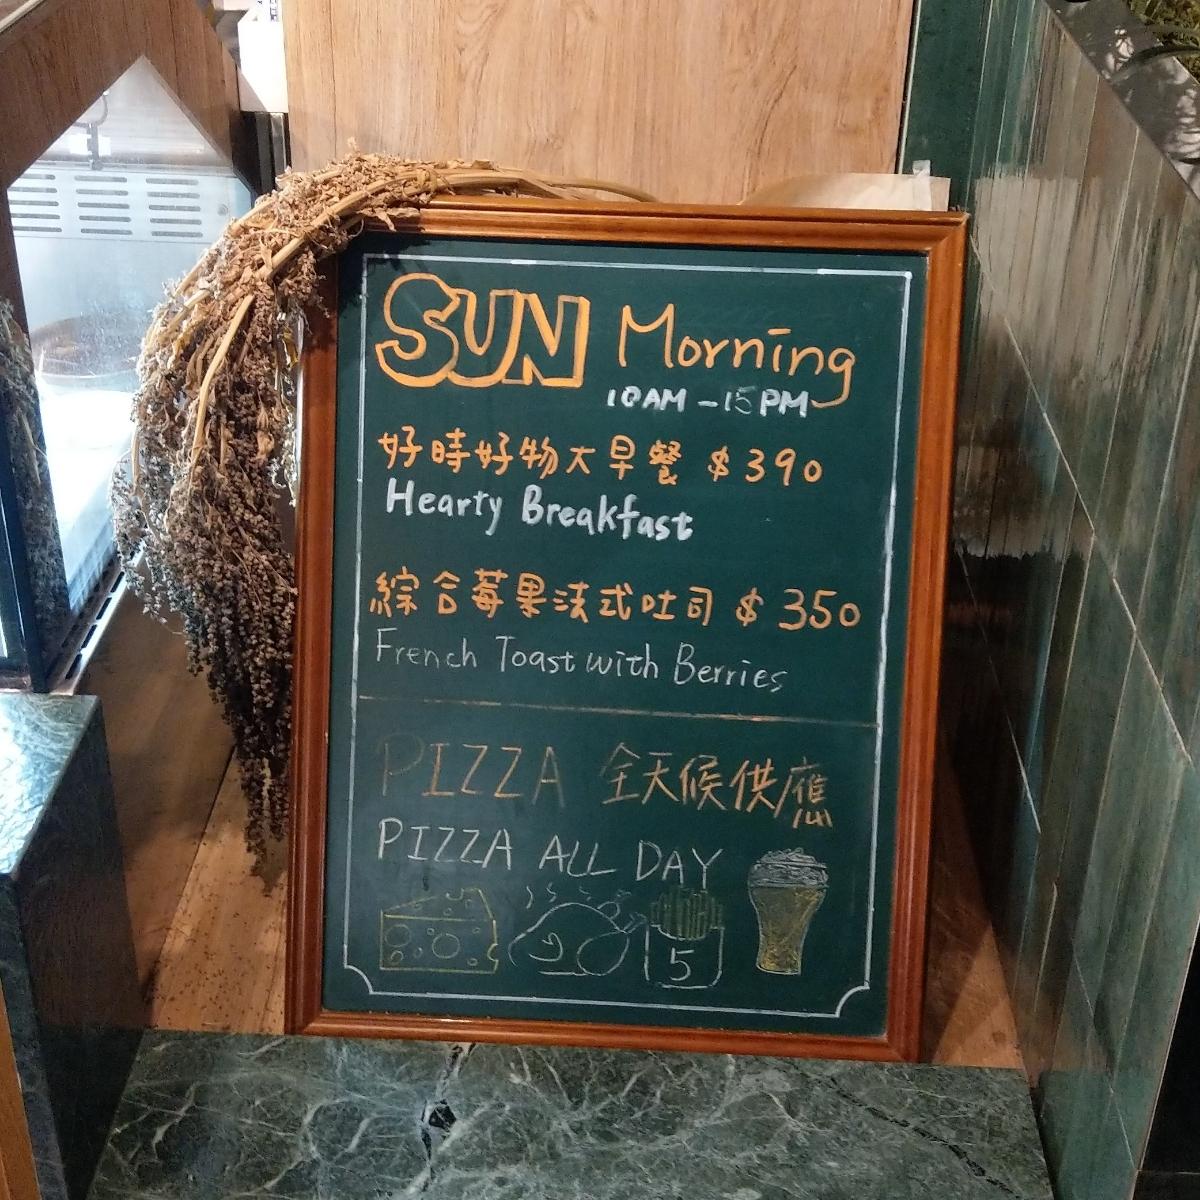 SUN Morning
10AM - 15PM
好時好物大早餐 $390
Hearty Breakfast
綜合莓果法式吐司 $350
French Toast with Berries
PIZZA 全天候供應
PIZZA ALL DAY
5